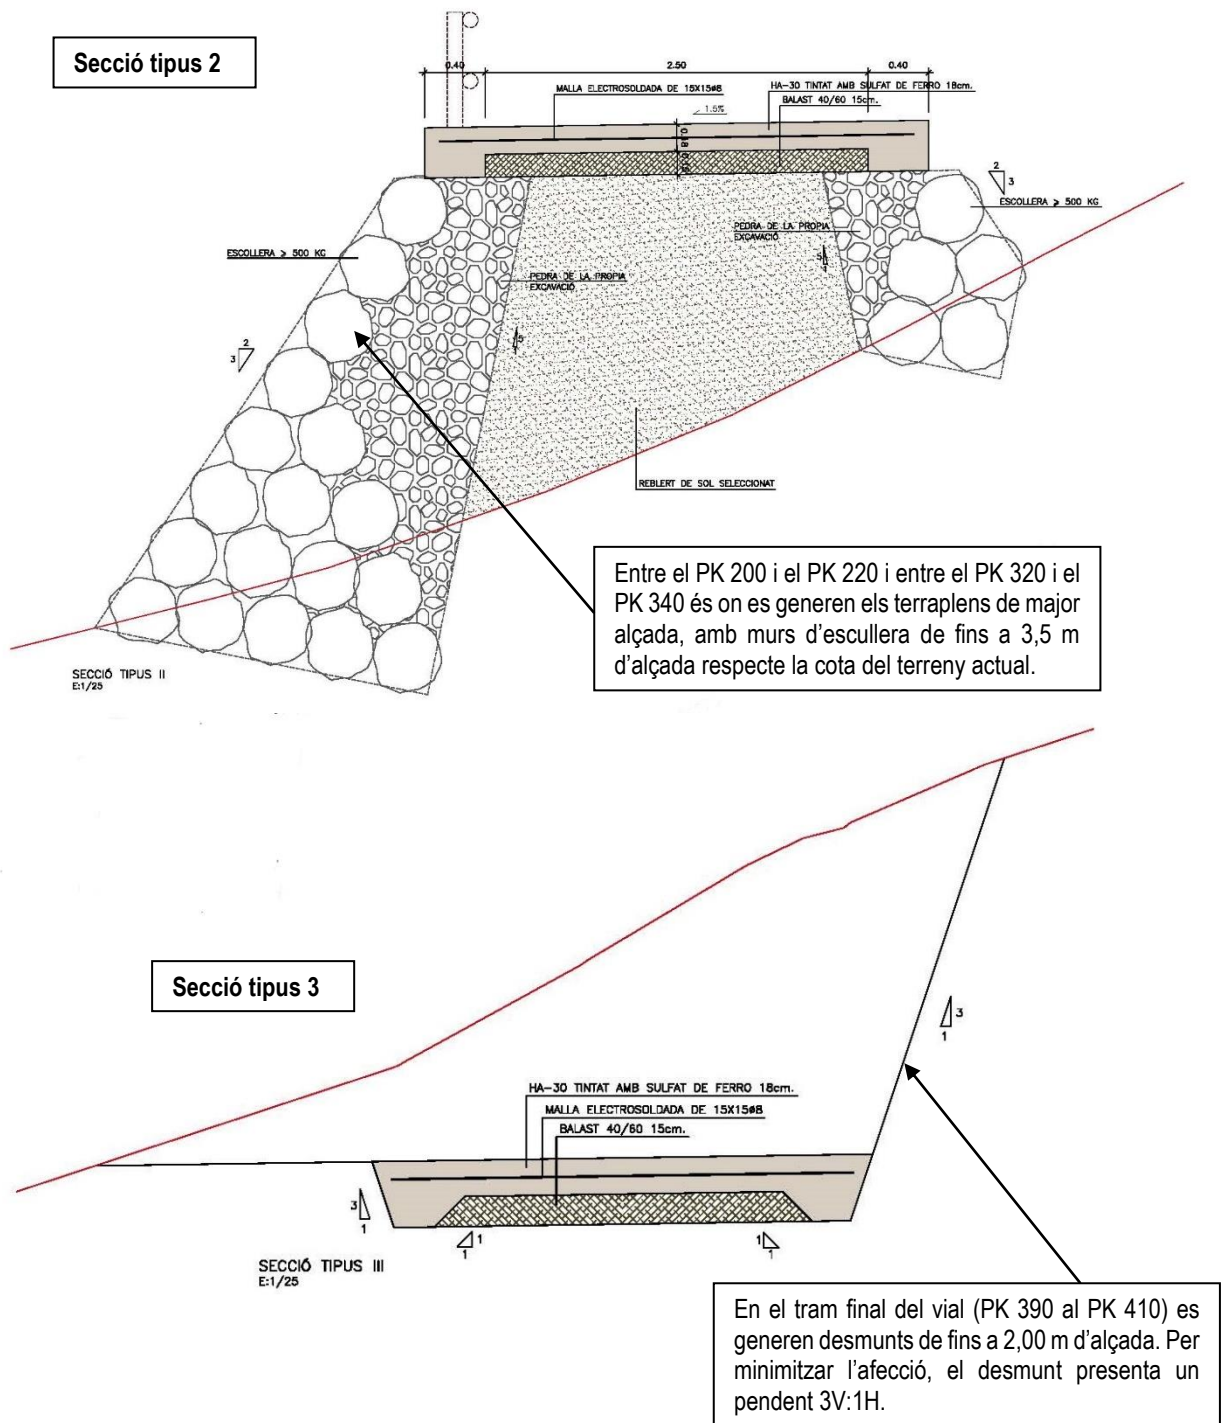 Secció tipus 2
0.40
2.50
0.40
MALLA ELECTROSOLDADA DE 15X15ø8
HA-30 TINTAT AMB SULFAT DE FERRO 18cm.
BALAST 40/60 15cm.
1.5%
0.18
2
3
ESCOLLERA ≥ 500 KG
PEDRA DE LA PROPIA
EXCAVACIÓ
5
ESCOLLERA ≥ 500 KG
PEDRA DE LA PROPIA
EXCAVACIÓ
5
2
3
REBLERT DE SOL SELECCIONAT
Entre el PK 200 i el PK 220 i entre el PK 320 i el
PK 340 és on es generen els terraplens de major
alçada, amb murs d’escullera de fins a 3,5 m
d’alçada respecte la cota del terreny actual.
SECCIÓ TIPUS II
E:1/25
Secció tipus 3
3
1
HA-30 TINTAT AMB SULFAT DE FERRO 18cm.
MALLA ELECTROSOLDADA DE 15X15ø8
BALAST 40/60 15cm.
3
1
1
1
1
1
SECCIÓ TIPUS III
E:1/25
En el tram final del vial (PK 390 al PK 410) es
generen desmunts de fins a 2,00 m d’alçada. Per
minimitzar l’afecció, el desmunt presenta un
pendent 3V:1H.